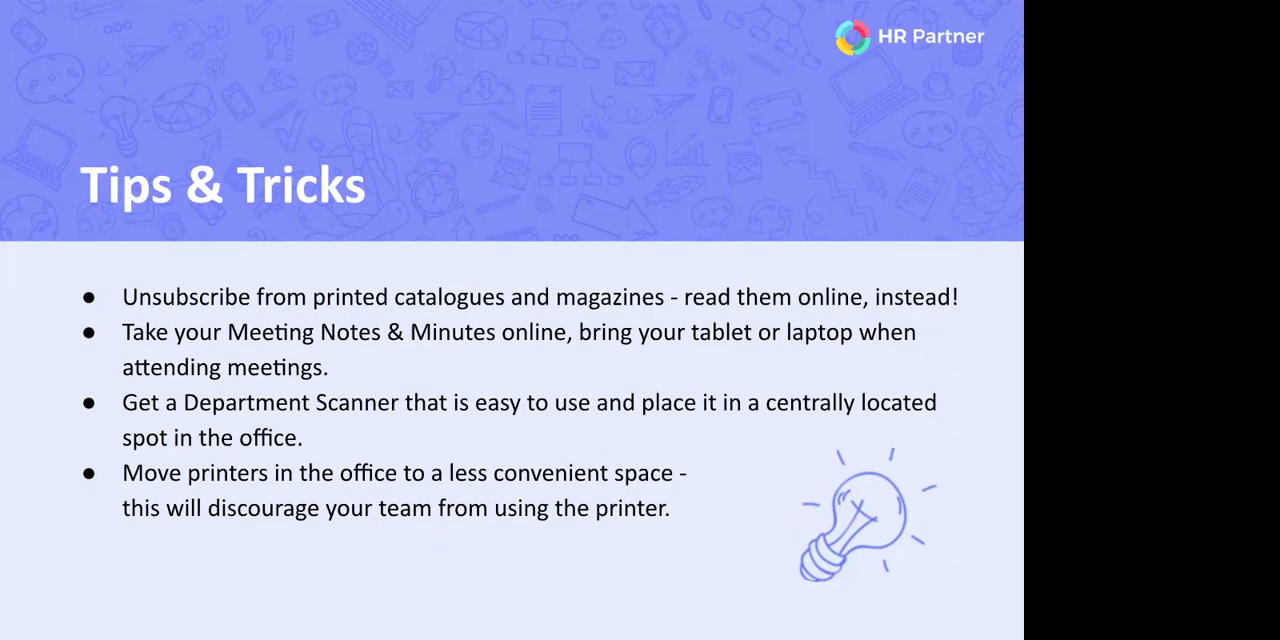 HR Partner
Tips & Tricks
● Unsubscribe from printed catalogues and magazines - read them online, instead!
● Take your Meeting Notes & Minutes online, bring your tablet or laptop when
attending meetings.
● Get a Department Scanner that is easy to use and place it in a centrally located
spot in the office.
● Move printers in the office to a less convenient space -
this will discourage your team from using the printer.